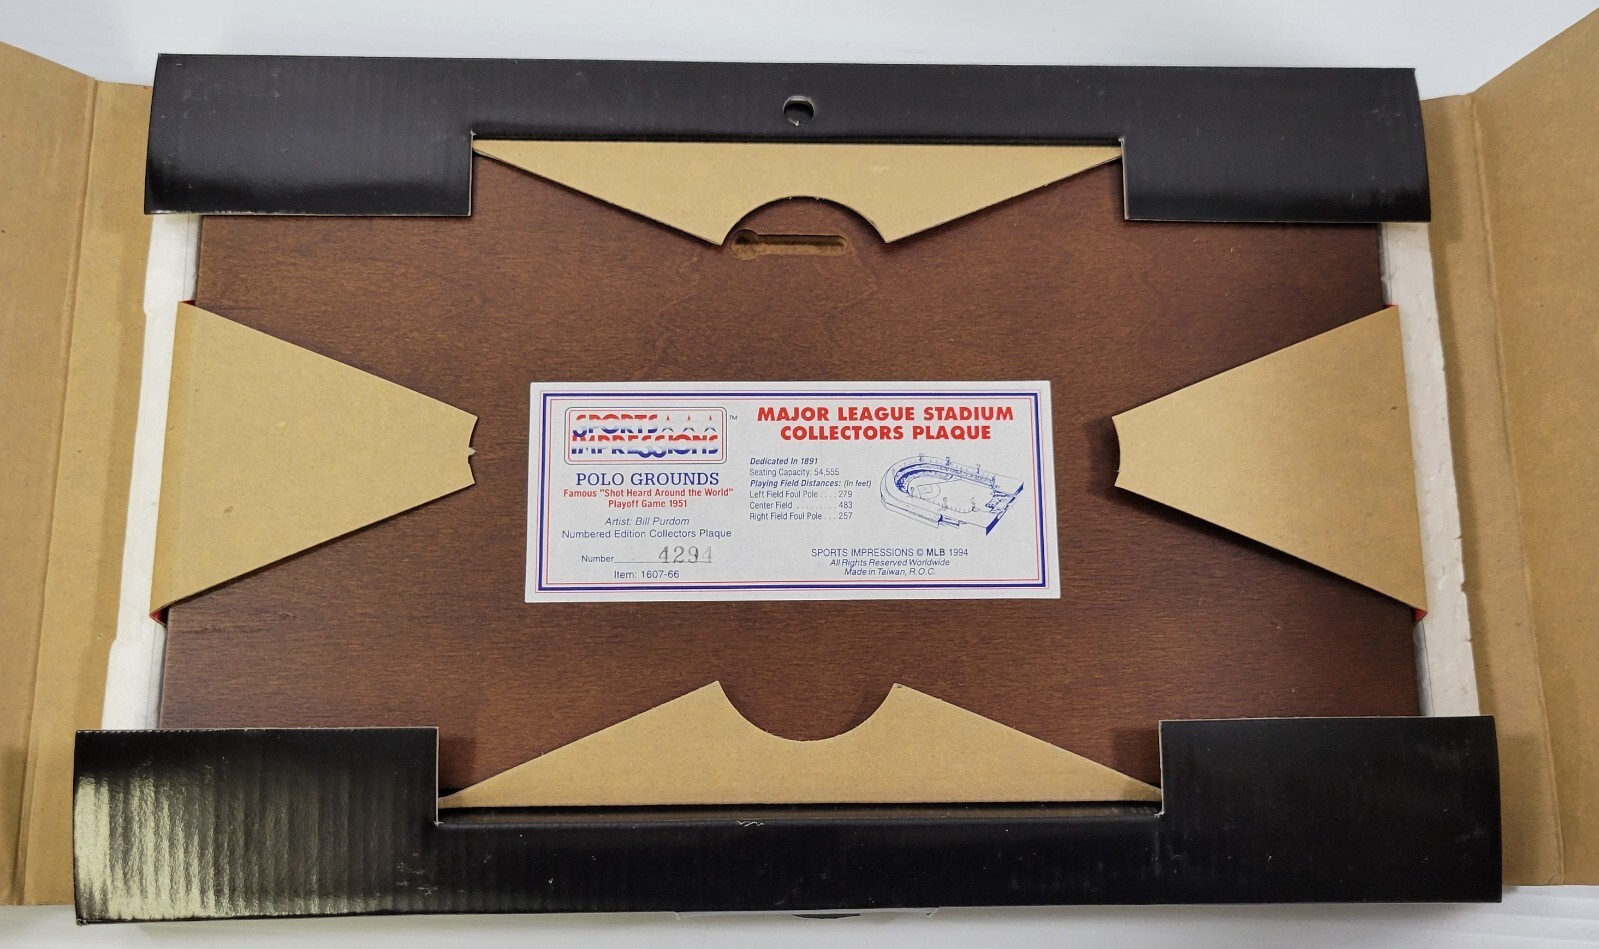 SPORTS
IMPRESSIONS ™
POLO GROUNDS
Famous "Shot Heard Around the World"
Playoff Game 1951
Artist: Bill Purdom
Numbered Edition Collectors Plaque
Number 4294
Item: 1607-66
MAJOR LEAGUE STADIUM
COLLECTORS PLAQUE
Dedicated In 1891
Seating Capacity: 54,555
Playing Field Distances: (In feet)
Left Field Foul Pole .... 279
Center Field ......... 483
Right Field Foul Pole ... 257
SPORTS IMPRESSIONS © MLB 1994
All Rights Reserved Worldwide
Made in Taiwan, R.O.C.